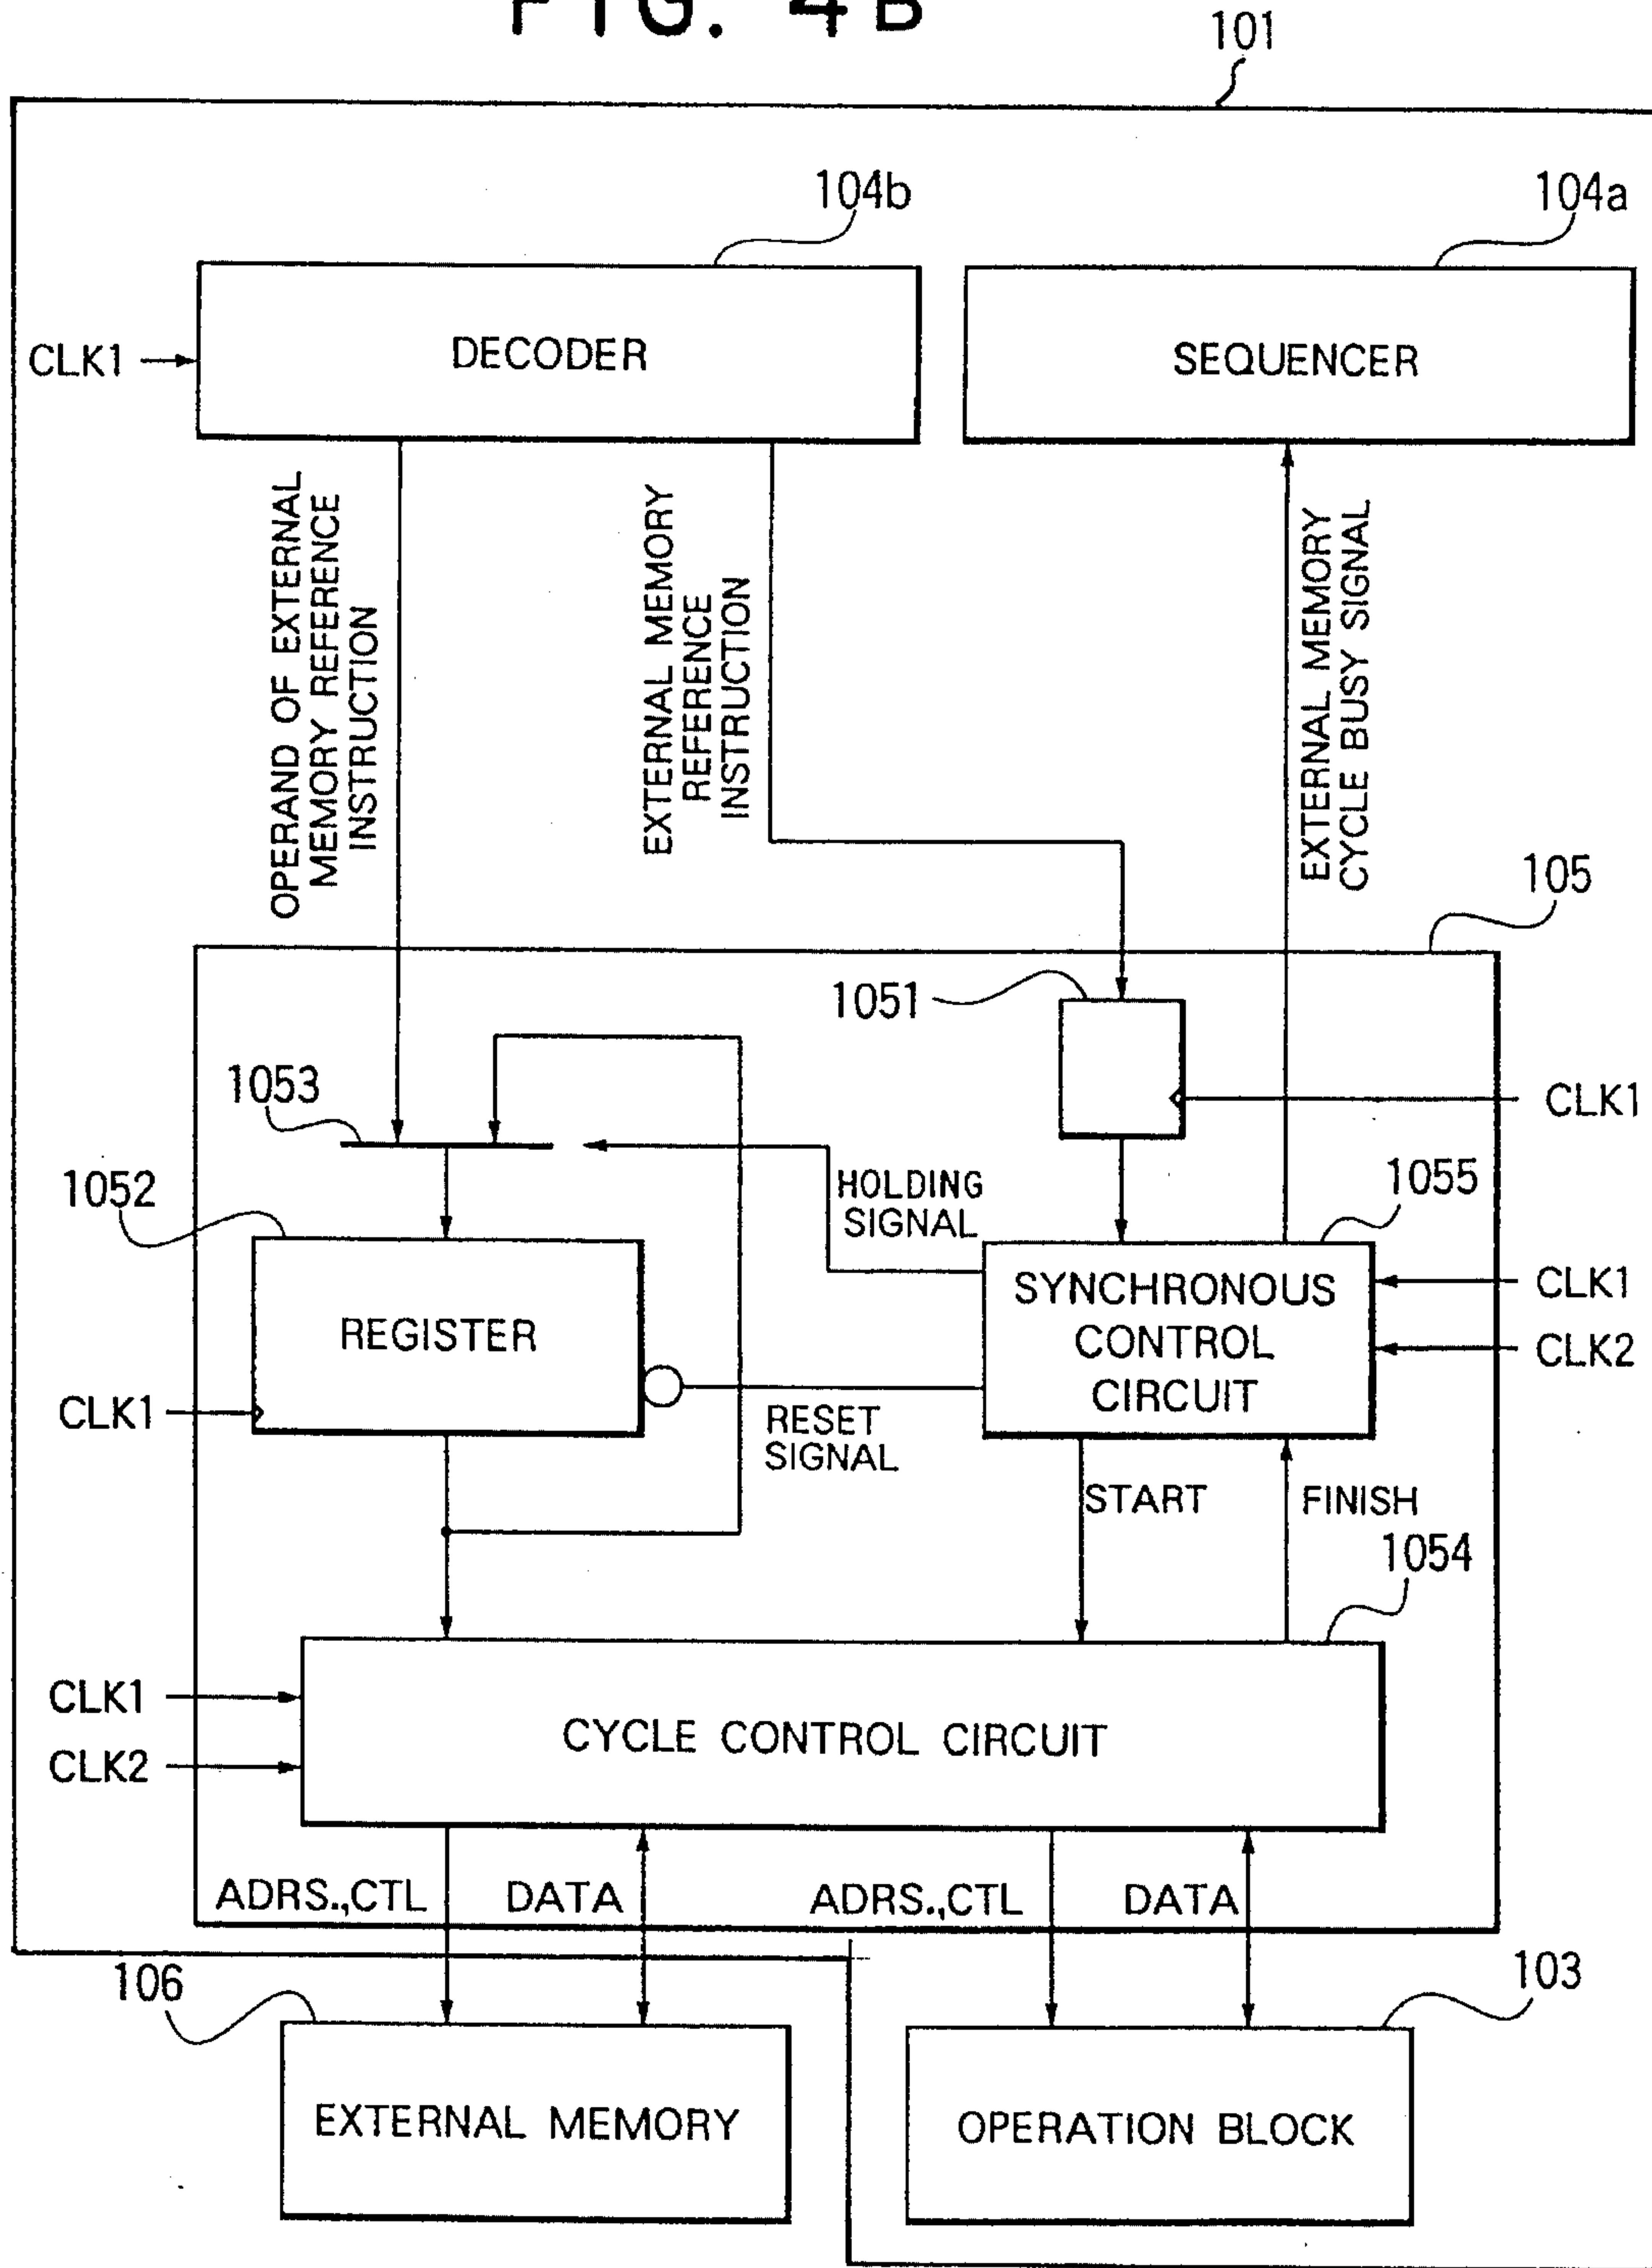 FIG. 4B
101
104b
104a
CLK1
DECODER
SEQUENCER
OPERAND OF EXTERNAL
MEMORY REFERENCE
INSTRUCTION
EXTERNAL MEMORY
REFERENCE
INSTRUCTION
EXTERNAL MEMORY
CYCLE BUSY SIGNAL
105
1051
CLK1
1053
1052
HOLDING
SIGNAL
1055
REGISTER
SYNCHRONOUS
CONTROL
CIRCUIT
CLK1
CLK2
CLK1
RESET
SIGNAL
START
FINISH
1054
CLK1
CLK2
CYCLE CONTROL CIRCUIT
ADRS.,CTL
DATA
ADRS.,CTL
DATA
106
103
EXTERNAL MEMORY
OPERATION BLOCK